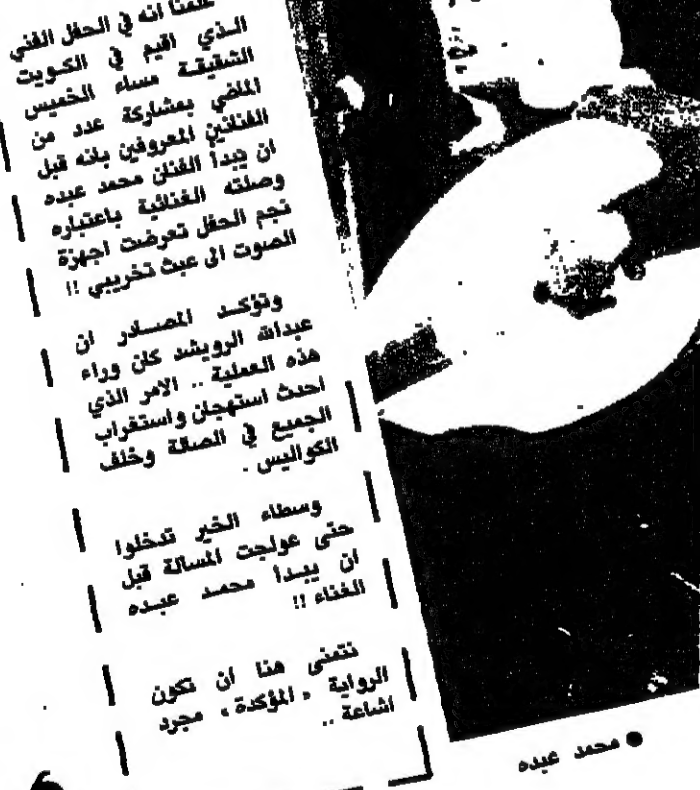 علمنا انه في الحفل الفني
الذي اقيم في الكويت
الشقيقة مساء الخميس
الماضي بمشاركة عدد من
الفنانين المعروفين بانه قبل
ان يبدأ الفنان محمد عبده
وصلته الغنائية باعتباره
نجم الحفل تعرضت اجهزة
الصوت الى عبث تخريبي !!
وتؤكد المصادر ان
عبدالله الرويشد كان وراء
هذه العملية .. الامر الذي
احدث استهجان واستغراب
الجميع في الصالة وخلف
الكواليس .
وسطاء الخير تدخلوا
حتى عولجت المسألة قبل
ان يبدأ محمد عبده
الغناء !!
نتمنى هنا ان تكون
الرواية « المؤكدة » مجرد
اشاعة ..
● محمد عبده